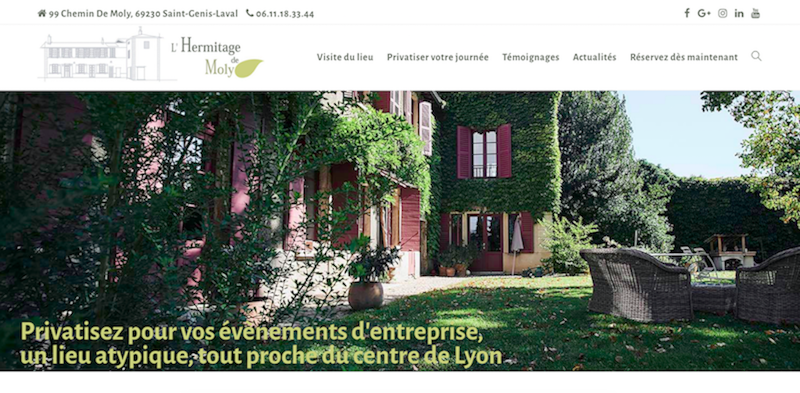 99 Chemin De Moly, 69230 Saint-Genis-Laval 06.11.18.33.44
L' Hermitage
de
Moly
Visite du lieu Privatiser votre journée Témoignages Actualités Réservez dès maintenant
Privatisez pour vos évènements d'entreprise,
un lieu atypique, tout proche du centre de Lyon